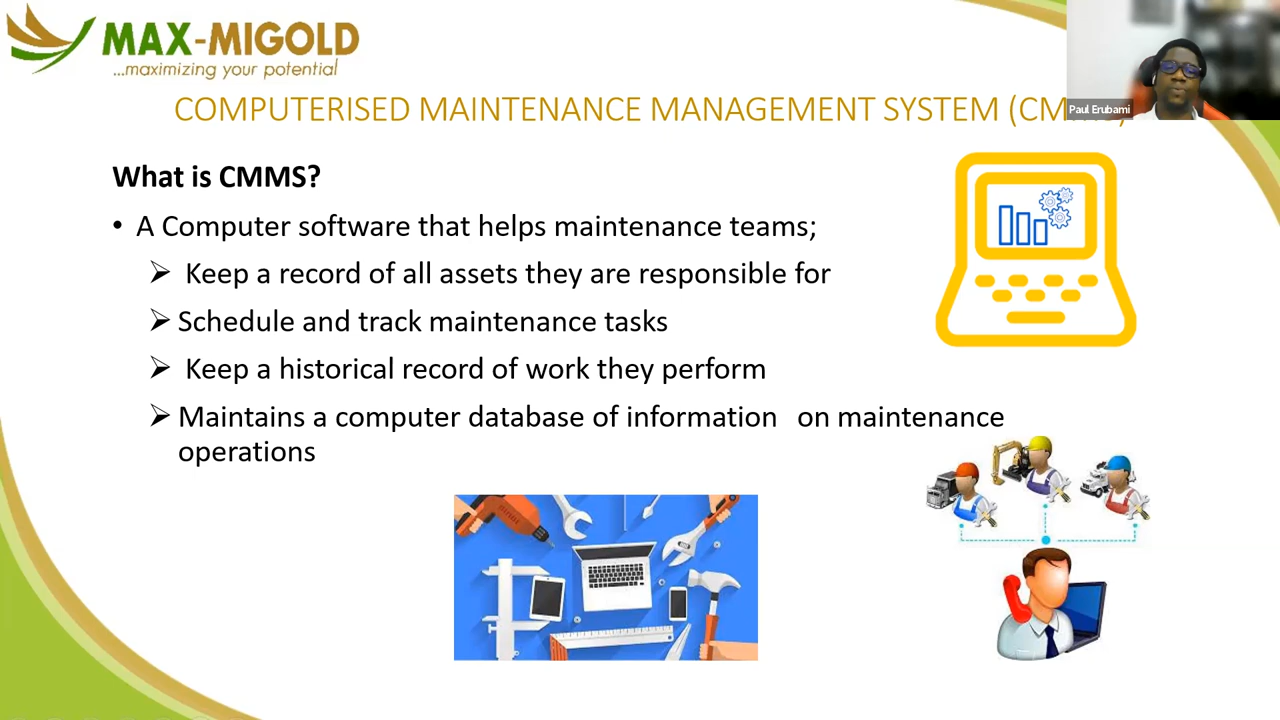 MAX-MIGOLD
...maximizing your potential
Paul Erubami
COMPUTERISED MAINTENANCE MANAGEMENT SYSTEM
What is CMMS?
• A Computer software that helps maintenance teams;
➢ Keep a record of all assets they are responsible for
➢ Schedule and track maintenance tasks
➢ Keep a historical record of work they perform
➢ Maintains a computer database of information on maintenance
operations